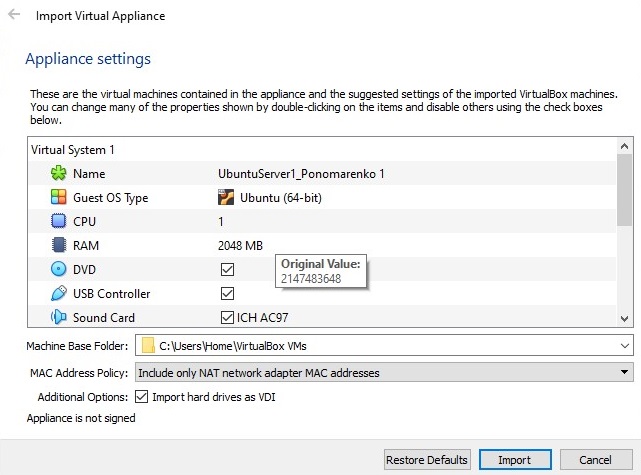 Import Virtual Appliance
Appliance settings
These are the virtual machines contained in the appliance and the suggested settings of the imported VirtualBox machines.
You can change many of the properties shown by double-clicking on the items and disable others using the check boxes
below.
Virtual System 1
Name UbuntuServer1_Ponomarenko 1
Guest OS Type Ubuntu (64-bit)
CPU 1
RAM 2048 MB
Original Value:
2147483648
DVD
USB Controller
Sound Card ICH AC97
Machine Base Folder: C:\Users\Home\VirtualBox VMs
MAC Address Policy: Include only NAT network adapter MAC addresses
Additional Options: Import hard drives as VDI
Appliance is not signed
Restore Defaults Import Cancel